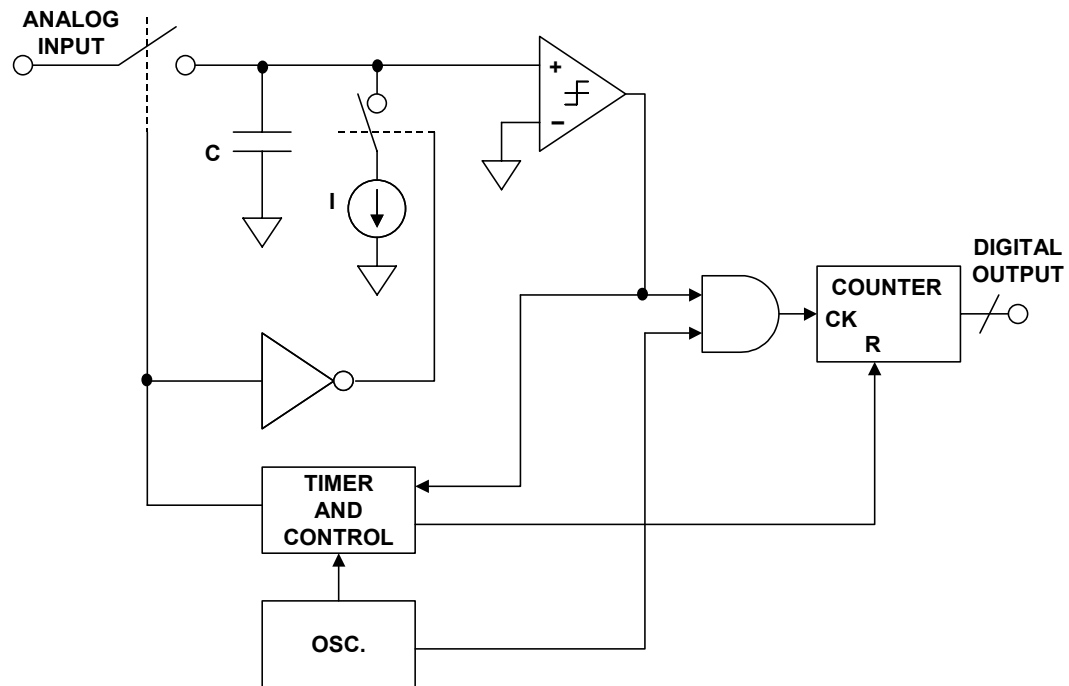 ANALOG
INPUT
+
−
C
I
DIGITAL
OUTPUT
COUNTER
CK
R
TIMER
AND
CONTROL
OSC.